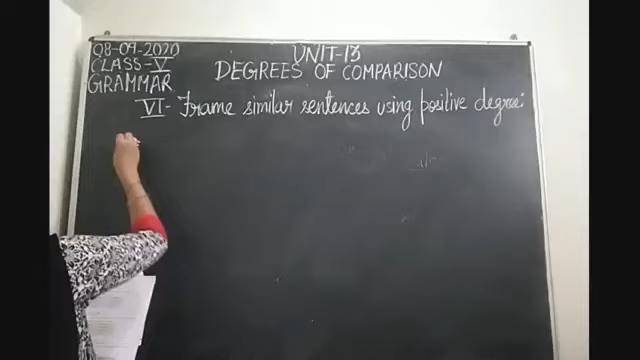 08-09-2020
UNIT-13
CLASS-V
DEGREES OF COMPARISON
GRAMMAR
VI- Frame similar sentences using positive degree: